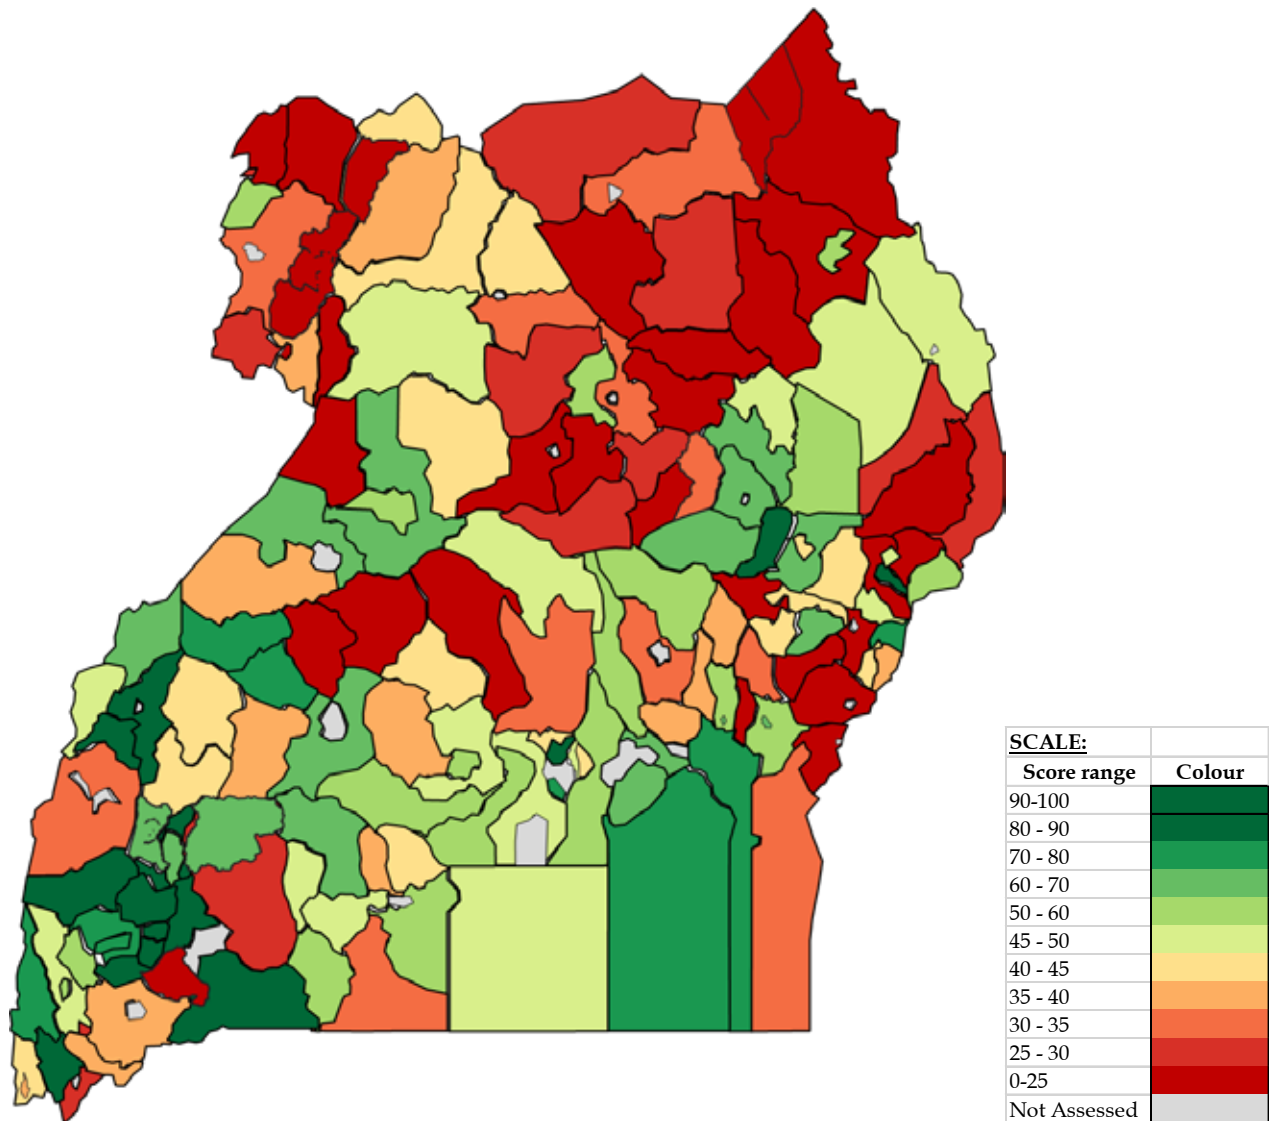 SCALE:
Score range Colour
90-100
80 - 90
70 - 80
60 - 70
50 - 60
45 - 50
40 - 45
35 - 40
30 - 35
25 - 30
0-25
Not Assessed